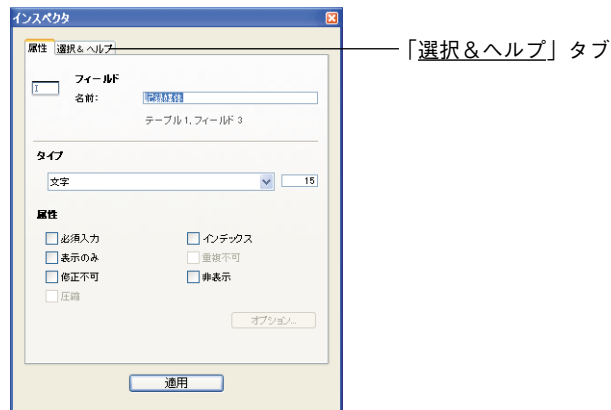 インスペクタ
属性 選択 & ヘルプ
「選択&ヘルプ」タブ
フィールド
名前: 記録媒体
テーブル 1, フィールド 3
タイプ
文字 15
属性
必須入力 インデックス
表示のみ 重複不可
修正不可 非表示
圧縮
オプション...
適用